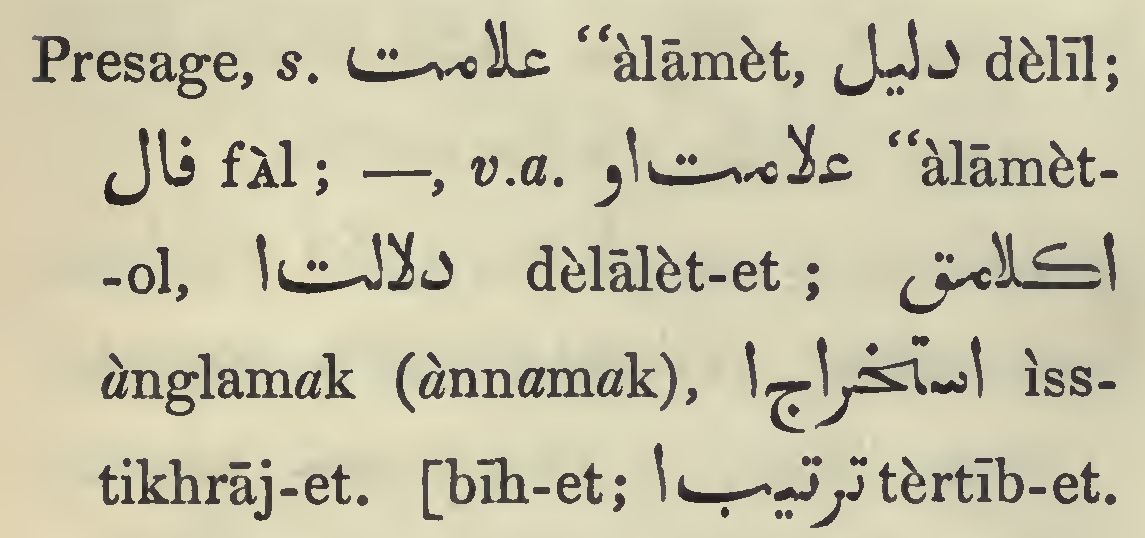 Presage, s. علامت “àlāmèt, دليل dèlīl;
فال fàl; —, v.a. علامت او “àlāmèt-
-ol, دلالت ا dèlālèt-et; اكلامق
ànglamak (ànnamak), استخراج ا ìss-
tikhrāj-et. [bīh-et; ترتيب ا tèrtīb-et.